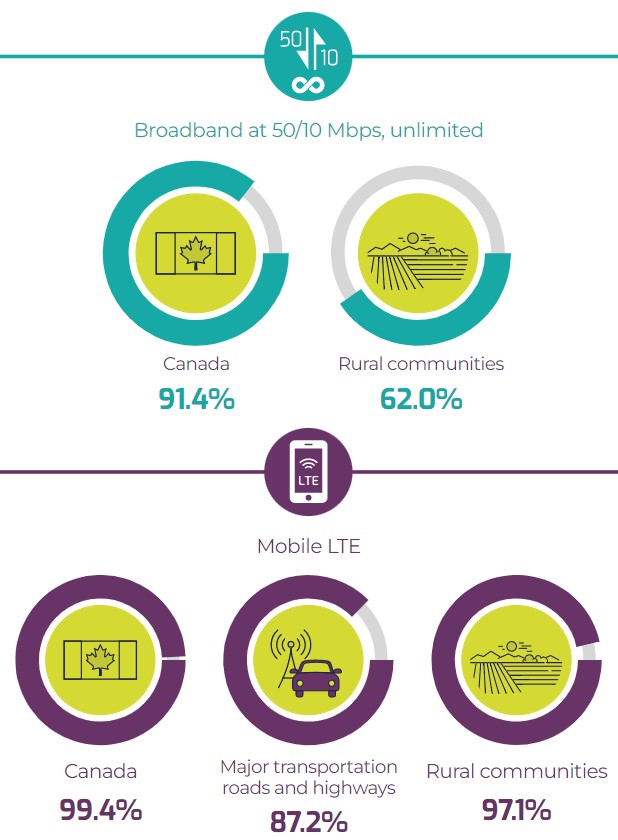 50
10
Broadband at 50/10 Mbps, unlimited
Canada
91.4%
Rural communities
62.0%
LTE
Mobile LTE
Canada
99.4%
Major transportation
roads and highways
87.2%
Rural communities
97.1%